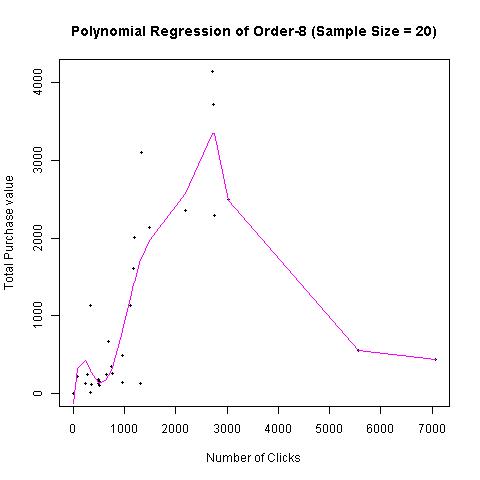 Polynomial Regression of Order-8 (Sample Size = 20)
Total Purchase value
4000
3000
2000
1000
0
0 1000 2000 3000 4000 5000 6000 7000
Number of Clicks